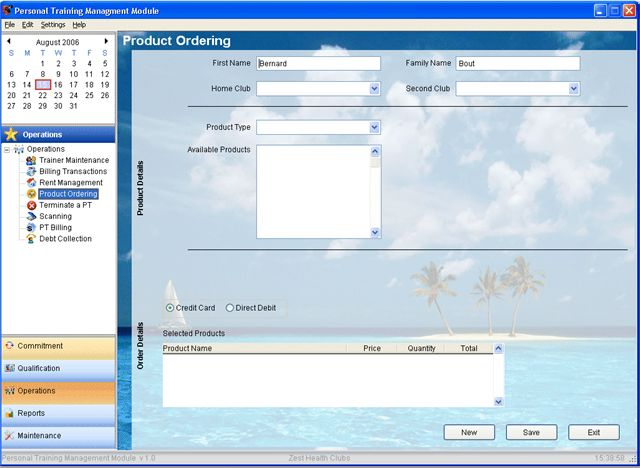 Personal Training Managment Module
File Edit Settings Help
August 2006
S M T W T F S
1 2 3 4 5
6 7 8 9 10 11 12
13 14 15 16 17 18 19
20 21 22 23 24 25 26
27 28 29 30 31
Operations
Operations
Trainer Maintenance
Billing Transactions
Rent Management
Product Ordering
Terminate a PT
Scanning
PT Billing
Debt Collection
Commitment
Qualification
Operations
Reports
Maintenance
Product Ordering
First Name Bernard Family Name Bout
Home Club Second Club
Product Type
Available Products
Product Details
Credit Card Direct Debit
Order Details
Selected Products
Product Name Price Quantity Total
New Save Exit
Personal Training Management Module v 1.0 Zest Health Clubs 15:38:58